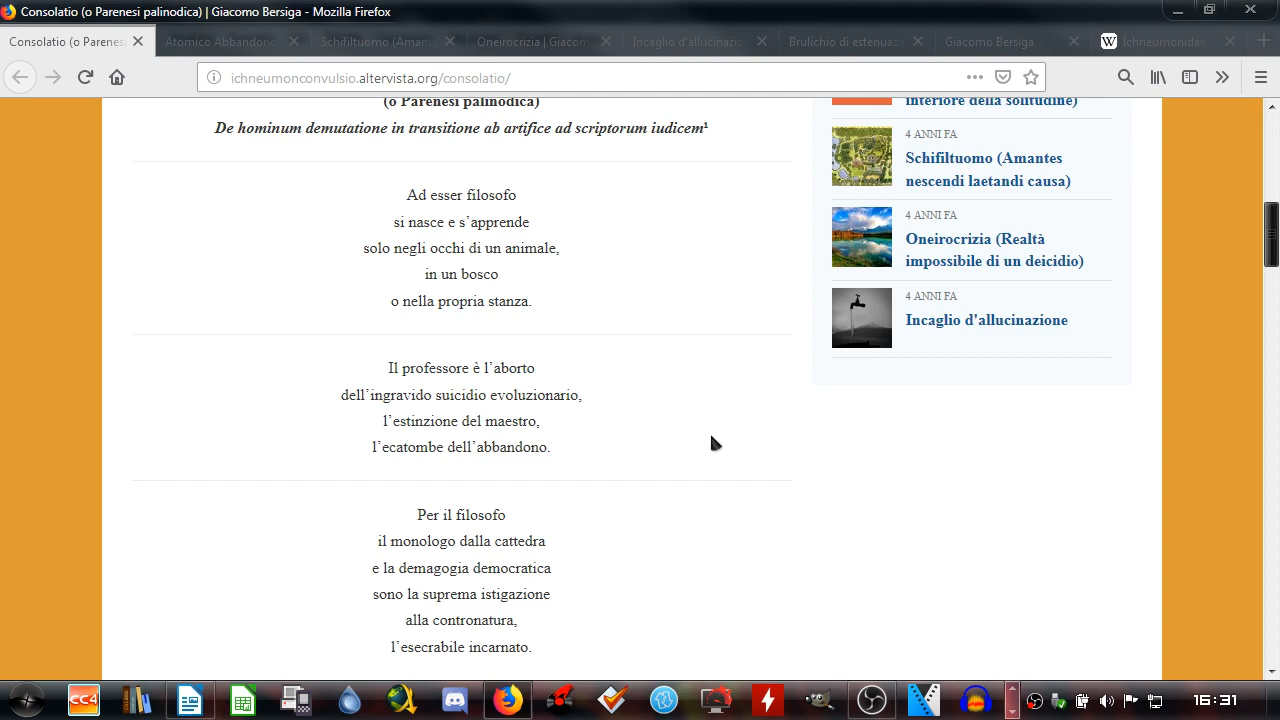 Consolatio (o Parenesi palinodica) | Giacomo Bersiga - Mozilla Firefox
Consolatio (o Parenes
Atomico Abbandono
Schifiltuomo (Amant
Oneirocrizia | Giacom
Incaglio d'allucinazio
Brulichio di estenuaz
Giacomo Bersiga
W Ichneumonidae
ichneumonconvulsio.altervista.org/consolatio/
(o Parenesi palinodica)
De hominum demutatione in transitione ab artifice ad scriptorum iudicem¹
Ad esser filosofo
si nasce e s’apprende
solo negli occhi di un animale,
in un bosco
o nella propria stanza.
Il professore è l’aborto
dell’ingravido suicidio evoluzionario,
l’estinzione del maestro,
l’ecatombe dell’abbandono.
Per il filosofo
il monologo dalla cattedra
e la demagogia democratica
sono la suprema istigazione
alla contronatura,
l’esecrabile incarnato.
interiore della solitudine)
4 ANNI FA
Schifiltuomo (Amantes
nescendi laetandi causa)
4 ANNI FA
Oneirocrizia (Realtà
impossibile di un deicidio)
4 ANNI FA
Incaglio d'allucinazione
CC4
16:31